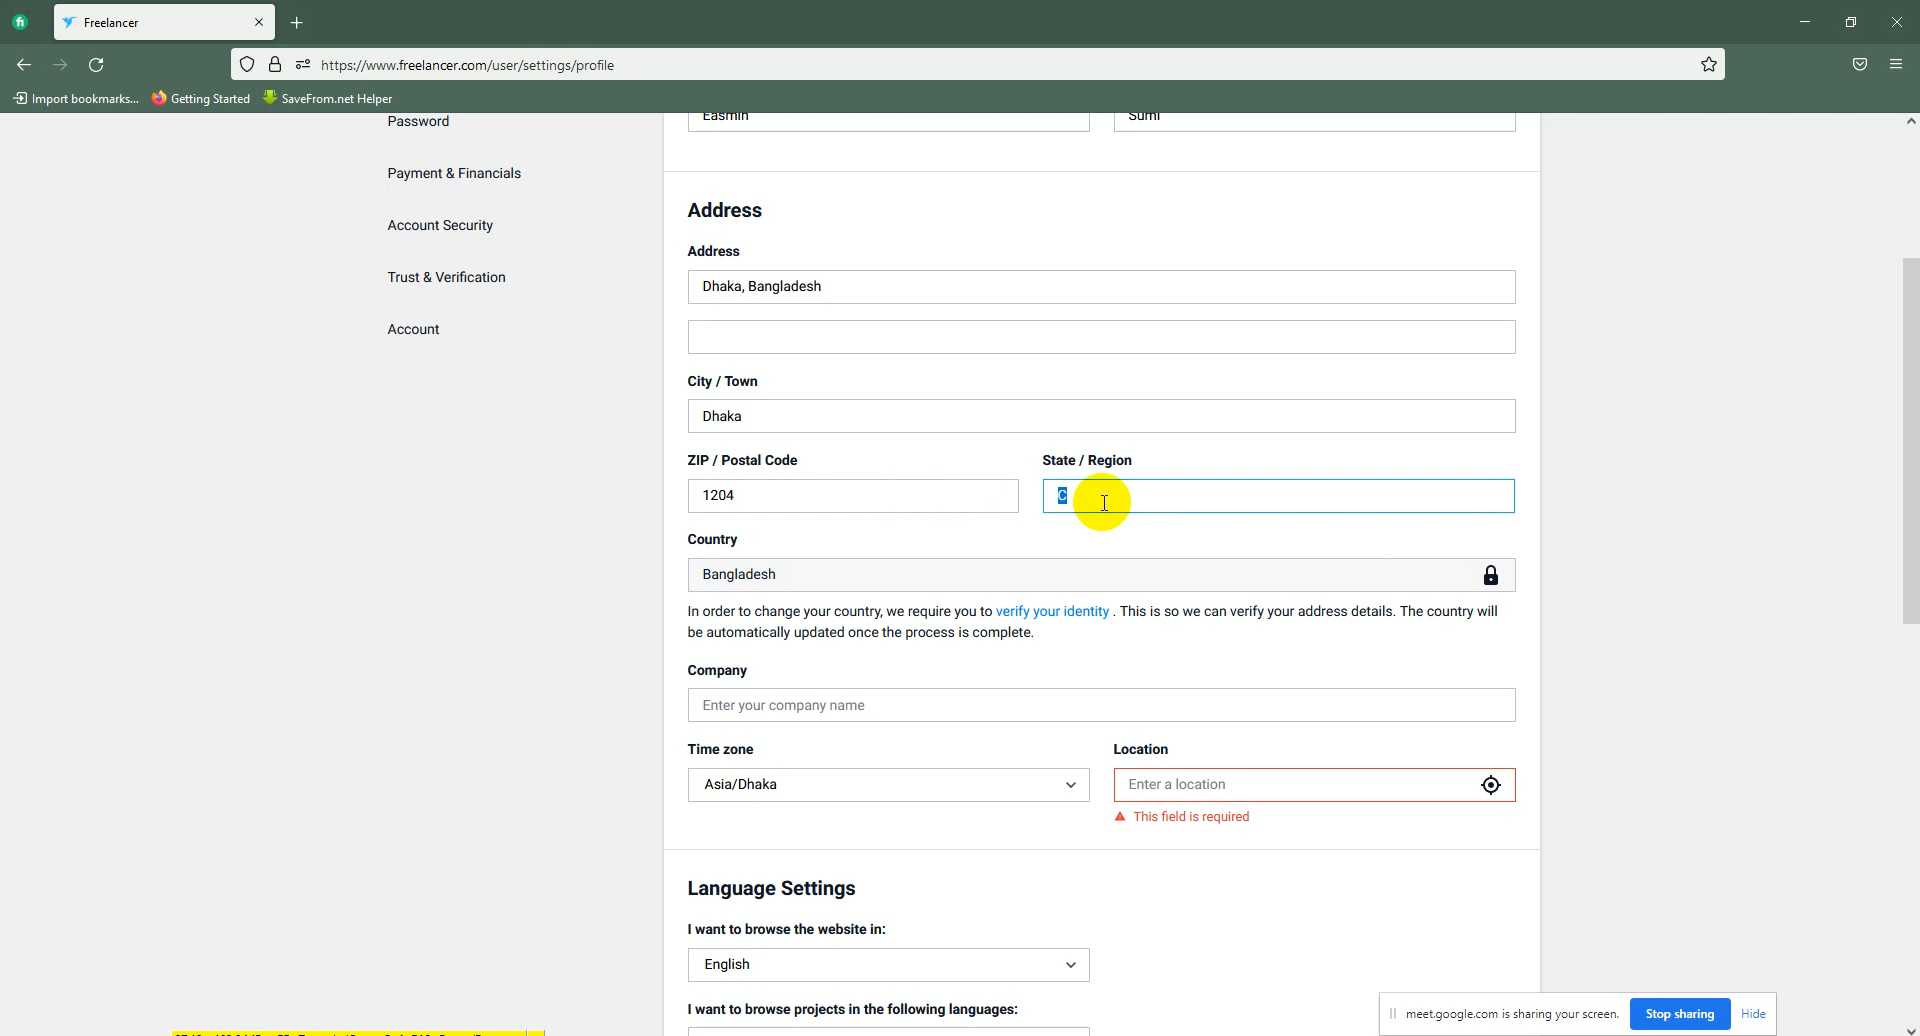 Freelancer
https://www.freelancer.com/user/settings/profile
Import bookmarks...
Getting Started
SaveFrom.net Helper
Password
Payment & Financials
Account Security
Trust & Verification
Account
Easmin
Sumi
Address
Address
Dhaka, Bangladesh
City / Town
Dhaka
ZIP / Postal Code
State / Region
1204
C
Country
Bangladesh
In order to change your country, we require you to verify your identity . This is so we can verify your address details. The country will
be automatically updated once the process is complete.
Company
Enter your company name
Time zone
Location
Asia/Dhaka
Enter a location
This field is required
Language Settings
I want to browse the website in:
English
I want to browse projects in the following languages:
meet.google.com is sharing your screen.
Stop sharing
Hide